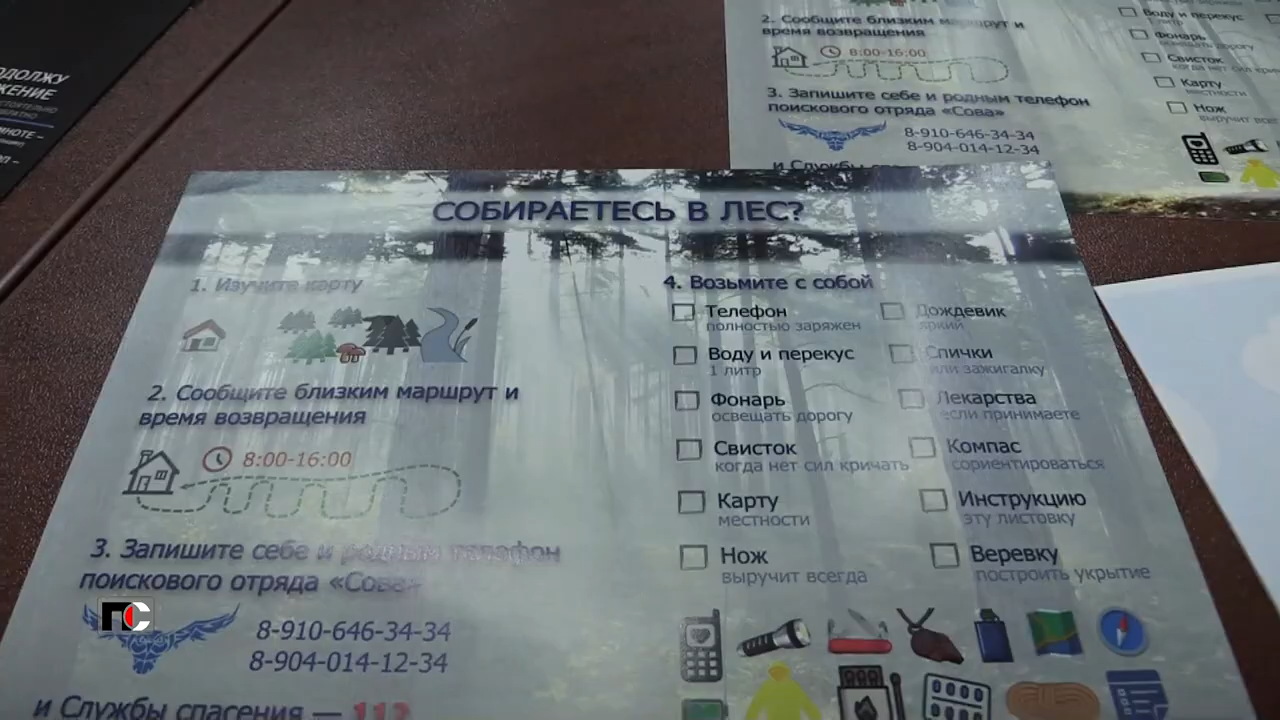 2. Сообщите близким маршрут и
время возвращения
8:00-16:00
3. Запишите себе и родным телефон
поискового отряда «Сова»
8-910-646-34-34
8-904-014-12-34
и Службы
Воду и перекус
Фонарь
освещать дорогу
Свисток
когда нет сил
Карту
местности
Нож
выручит
СОБИРАЕТЕСЬ В ЛЕС?
1. Изучите карту
2. Сообщите близким маршрут и
время возвращения
8:00-16:00
3. Запишите себе и родным телефон
поискового отряда «Сова»
8-910-646-34-34
8-904-014-12-34
и Службы спасения — 112
4. Возьмите с собой
Телефон
полностью заряжен
Воду и перекус
1 литр
Фонарь
освещать дорогу
Свисток
когда нет сил кричать
Карту
местности
Нож
выручит всегда
Дождевик
яркий
Спички
или зажигалку
Лекарства
если принимаете
Компас
сориентироваться
Инструкцию
эту листовку
Веревку
построить укрытие
ПС